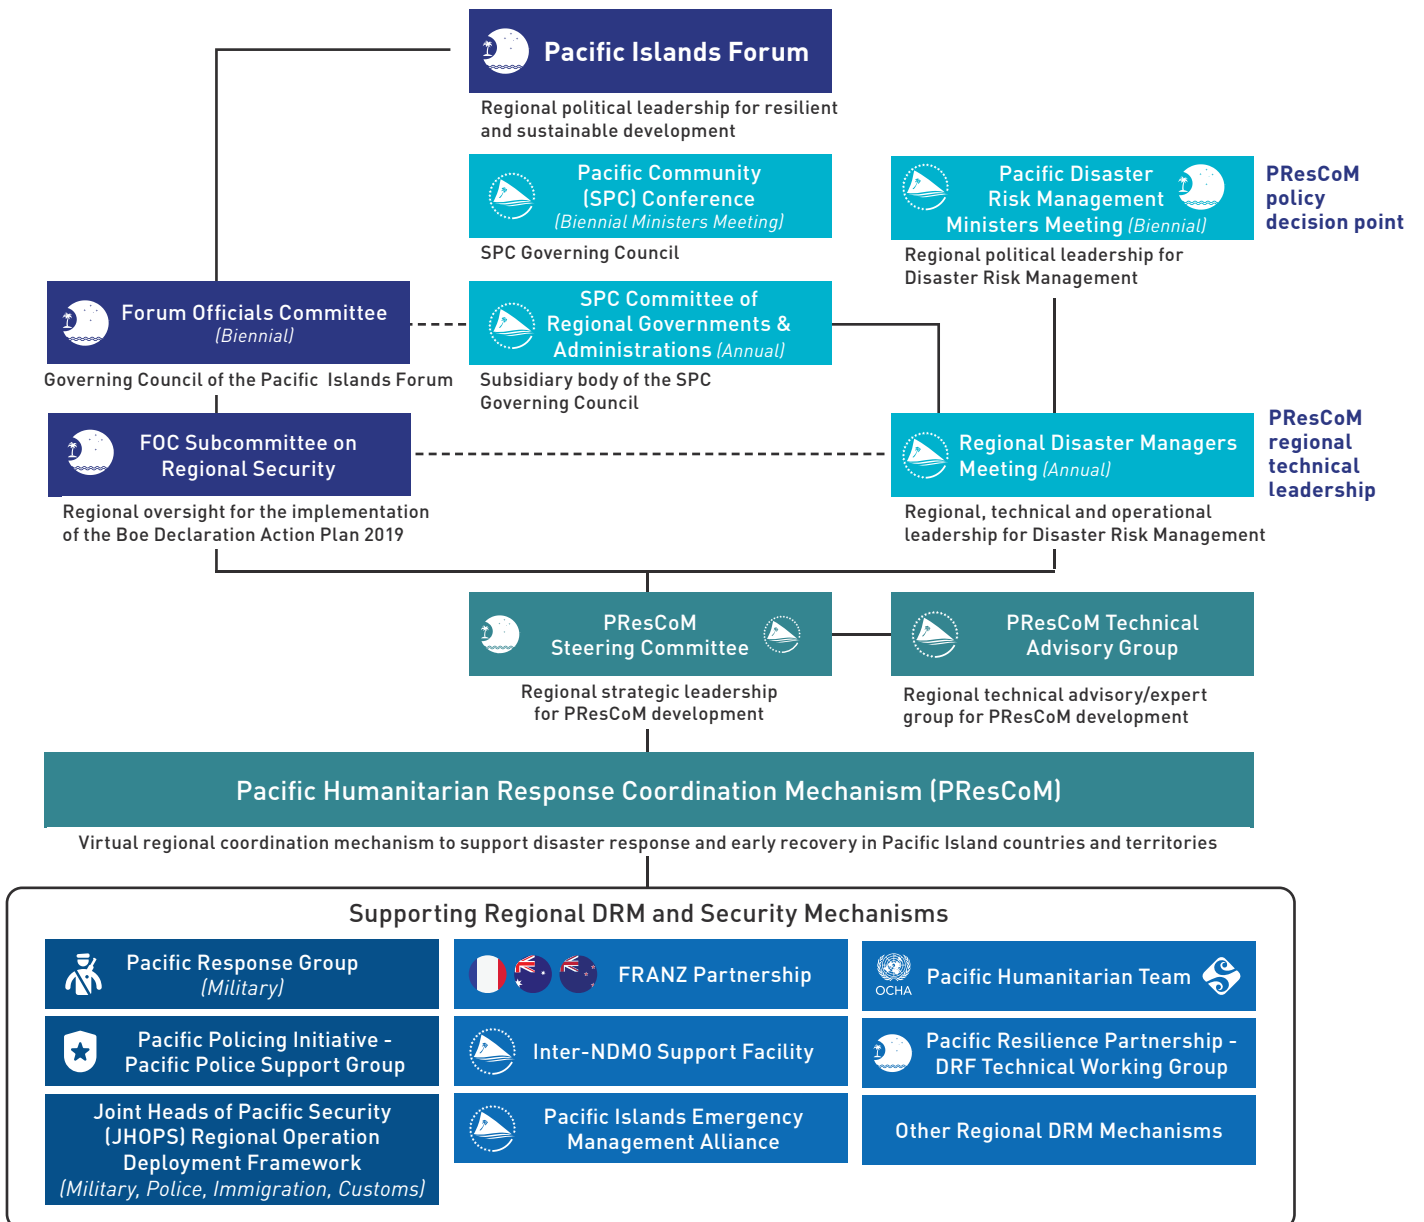 Pacific Islands Forum
Regional political leadership for resilient
and sustainable development
Pacific Community
(SPC) Conference
(Biennial Ministers Meeting)
SPC Governing Council
Pacific Disaster
Risk Management
Ministers Meeting (Biennial)
Regional political leadership for
Disaster Risk Management
PResCoM
policy
decision point
Forum Officials Committee
(Biennial)
Governing Council of the Pacific Islands Forum
SPC Committee of
Regional Governments &
Administrations (Annual)
Subsidiary body of the SPC
Governing Council
FOC Subcommittee on
Regional Security
Regional oversight for the implementation
of the Boe Declaration Action Plan 2019
Regional Disaster Managers
Meeting (Annual)
Regional, technical and operational
leadership for Disaster Risk Management
PResCoM
regional
technical
leadership
PResCoM
Steering Committee
Regional strategic leadership
for PResCoM development
PResCoM Technical
Advisory Group
Regional technical advisory/expert
group for PResCoM development
Pacific Humanitarian Response Coordination Mechanism (PResCoM)
Virtual regional coordination mechanism to support disaster response and early recovery in Pacific Island countries and territories
Supporting Regional DRM and Security Mechanisms
Pacific Response Group
(Military)
FRANZ Partnership
OCHA
Pacific Humanitarian Team
Pacific Policing Initiative -
Pacific Police Support Group
Inter-NDMO Support Facility
Pacific Resilience Partnership -
DRF Technical Working Group
Joint Heads of Pacific Security
(JHOPS) Regional Operation
Deployment Framework
(Military, Police, Immigration, Customs)
Pacific Islands Emergency
Management Alliance
Other Regional DRM Mechanisms